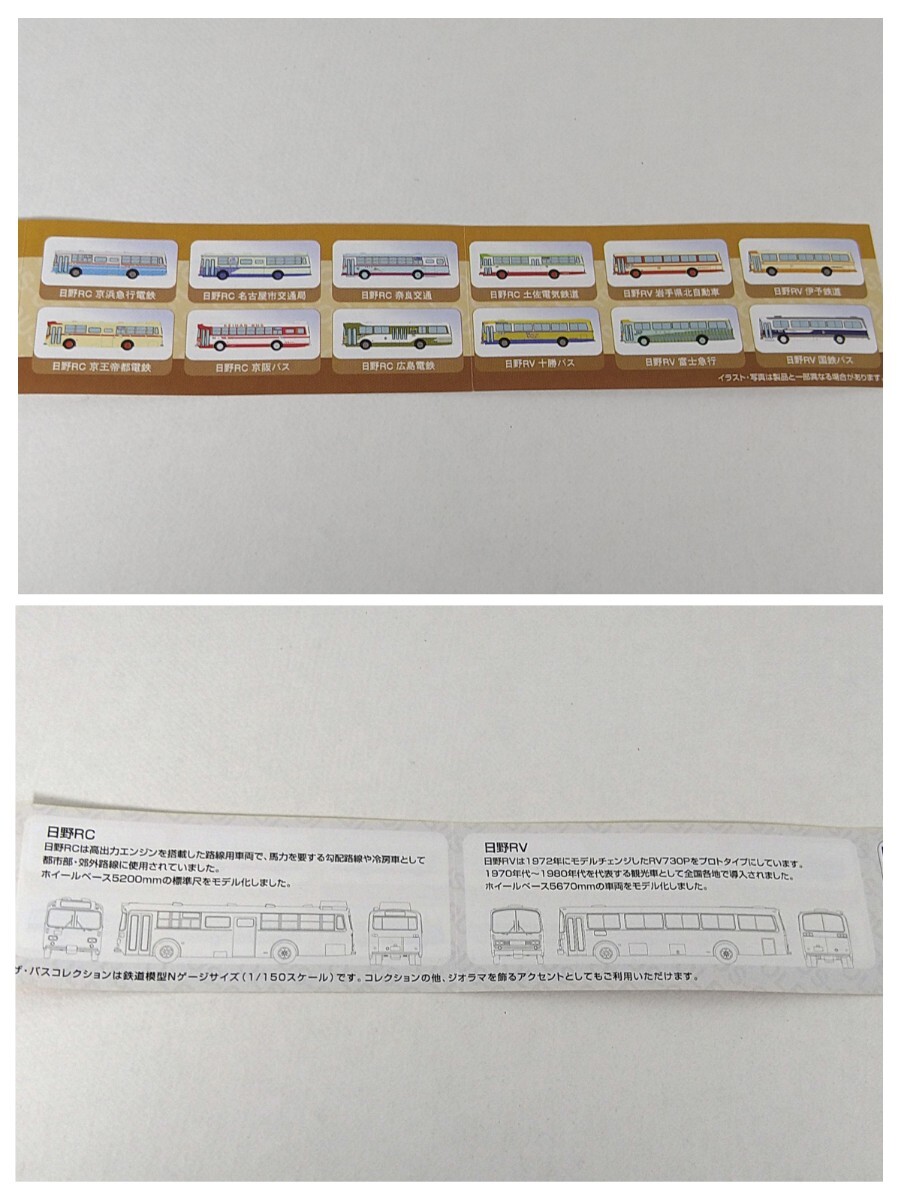 日野RC 京浜急行電鉄
日野RC 名古屋市交通局
日野RC 奈良交通
日野RC 土佐電気鉄道
日野RV 岩手県北自動車
日野RV 伊予鉄道
日野RC 京王帝都電鉄
日野RC 京阪バス
日野RC 広島電鉄
日野RV 十勝バス
日野RV 富士急行
日野RV 国鉄バス
イラスト・写真は製品と一部異なる場合があります。
日野RC
日野RCは高出力エンジンを搭載した路線用車両で、馬力を要する勾配路線や冷房車として
都市部・郊外路線に使用されていました。
ホイールベース5200mmの標準尺をモデル化しました。
日野RV
日野RVは1972年にモデルチェンジしたRV730Pをプロトタイプにしています。
1970年代〜1980年代を代表する観光車として全国各地で導入されました。
ホイールベース5670mmの車両をモデル化しました。
ザ・バスコレクションは鉄道模型Nゲージサイズ(1/150スケール)です。コレクションの他、ジオラマを飾るアクセントとしてもご利用いただけます。